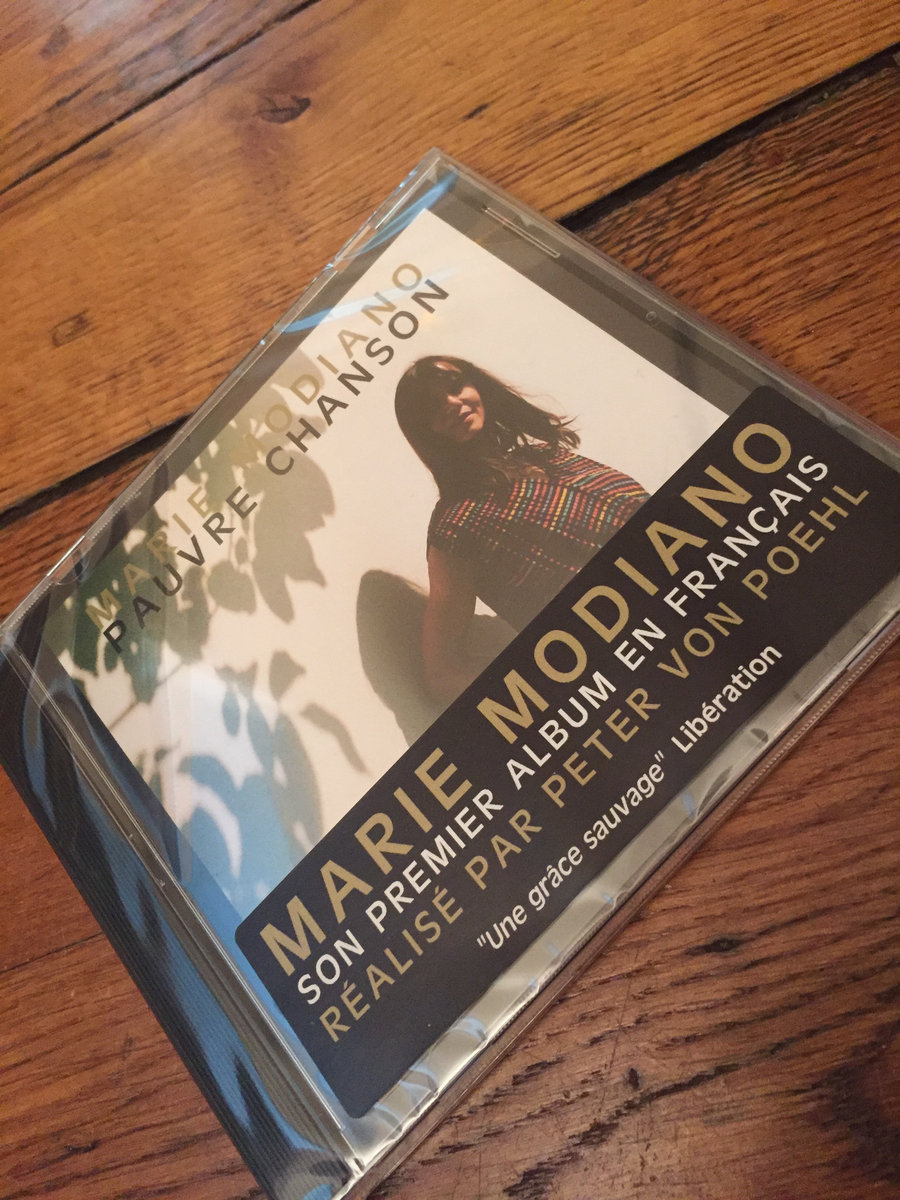 MARIE MODIANO
PAUVRE CHANSON
MARIE MODIANO
SON PREMIER ALBUM EN FRANÇAIS
RÉALISÉ PAR PETER VON POEHL
"Une grâce sauvage" Libération